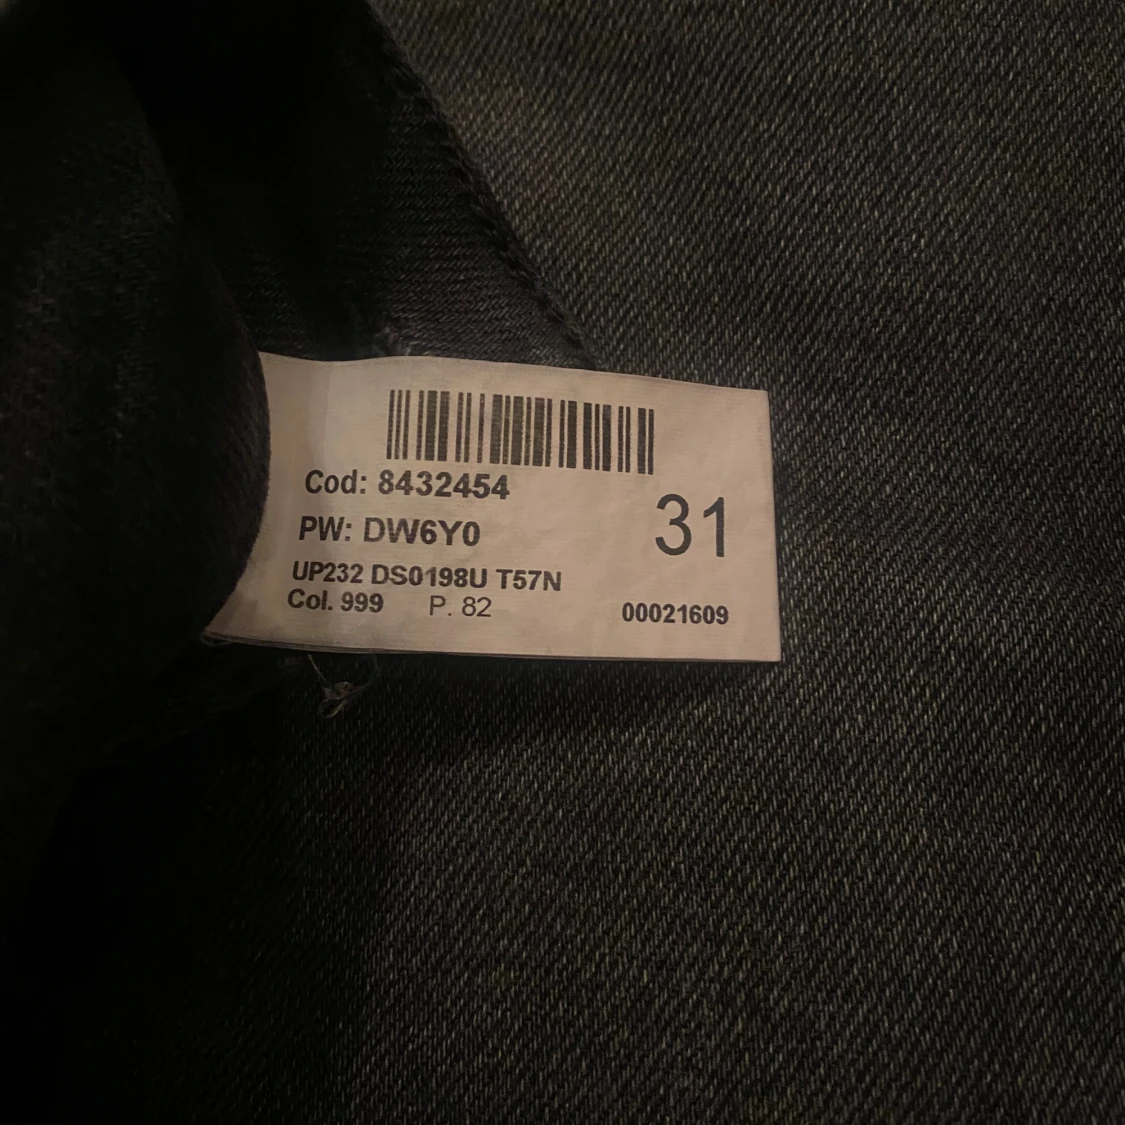 Cod: 8432454
31
PW: DW6Y0
UP232 DS0198U T57N
Col. 999 P. 82 00021609